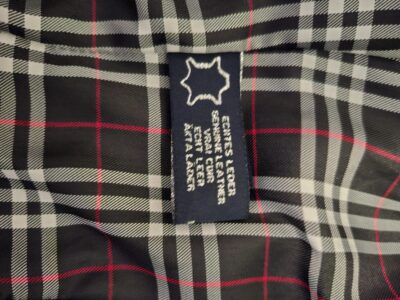 ECHTES LEDER
GENUINE LEATHER
VRAI CUIR
ECHT LEER
ÄKTA LÄDER